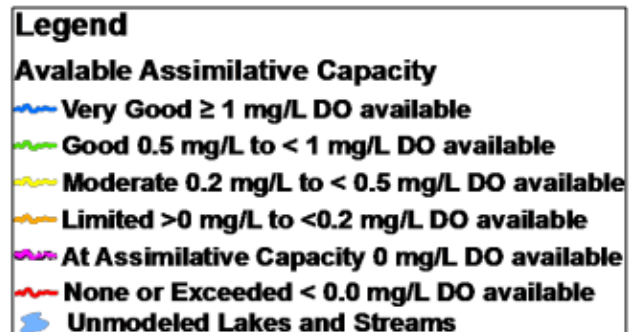 Legend
Avalable Assimilative Capacity
Very Good ≥ 1 mg/L DO available
Good 0.5 mg/L to < 1 mg/L DO available
Moderate 0.2 mg/L to < 0.5 mg/L DO available
Limited >0 mg/L to <0.2 mg/L DO available
At Assimilative Capacity 0 mg/L DO available
None or Exceeded < 0.0 mg/L DO available
Unmodeled Lakes and Streams